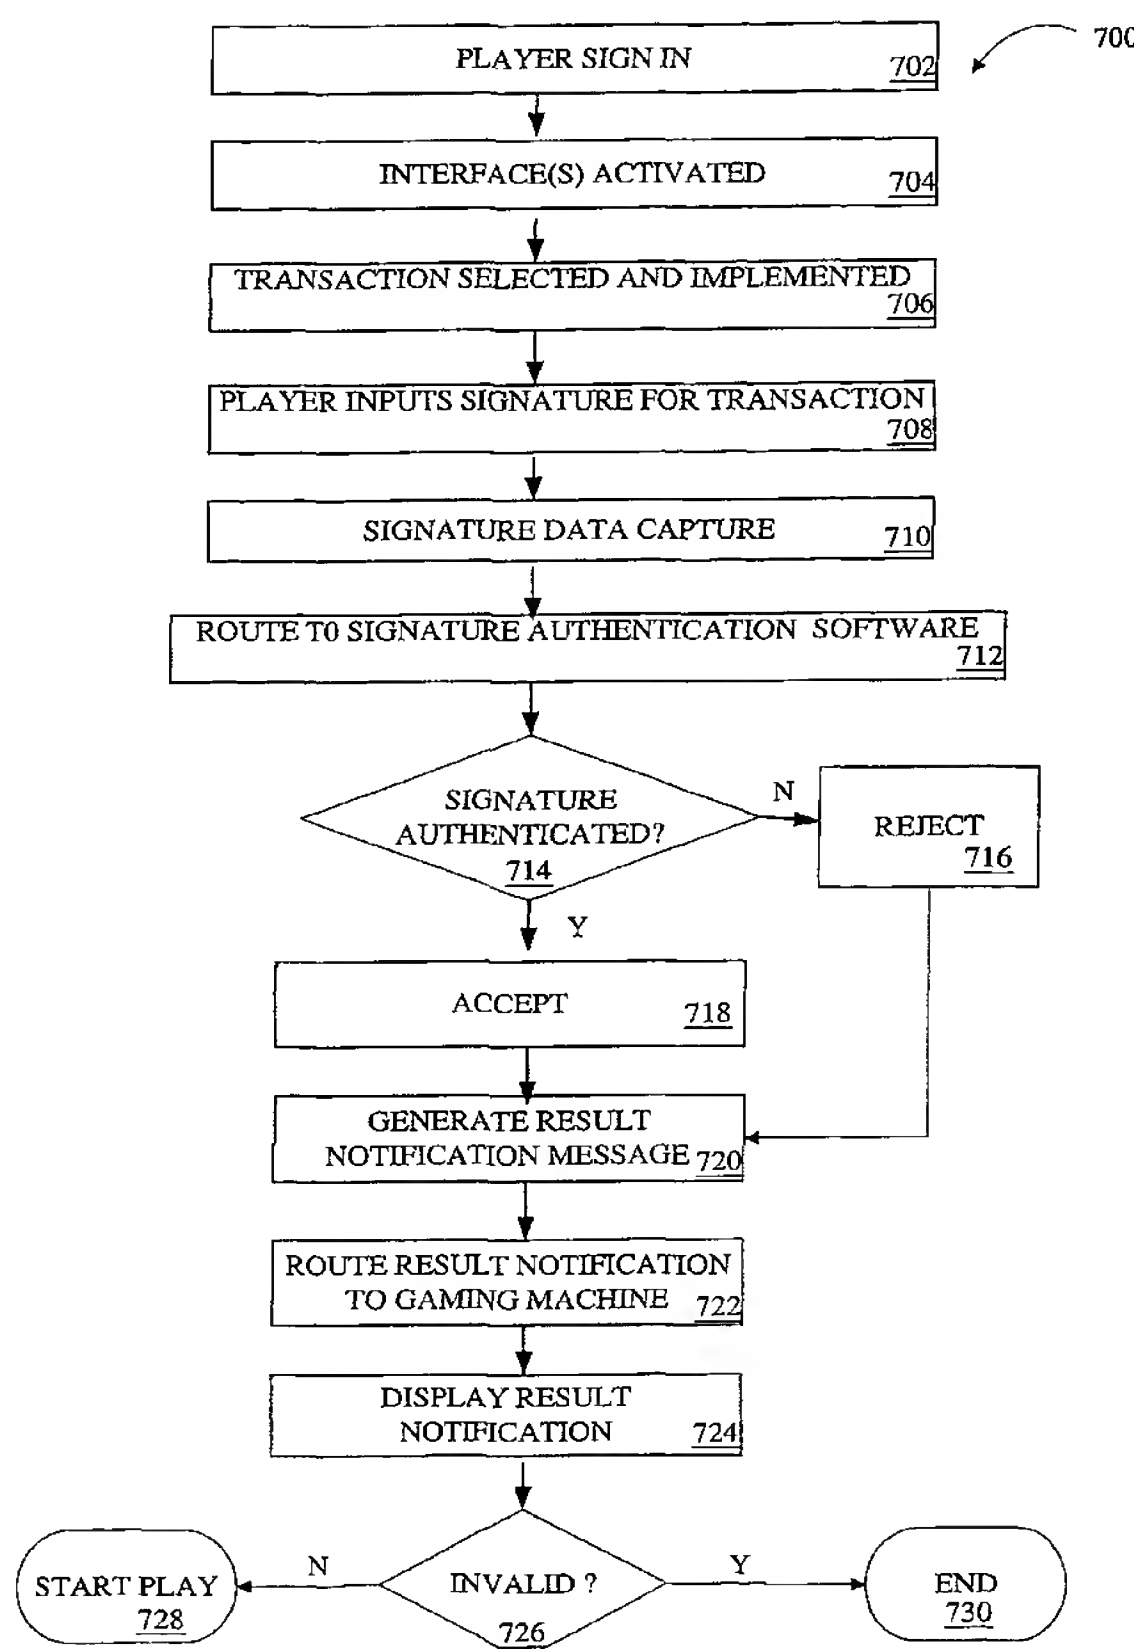 700
PLAYER SIGN IN
702
INTERFACE(S) ACTIVATED
704
TRANSACTION SELECTED AND IMPLEMENTED
706
PLAYER INPUTS SIGNATURE FOR TRANSACTION
708
SIGNATURE DATA CAPTURE
710
ROUTE T0 SIGNATURE AUTHENTICATION SOFTWARE
712
SIGNATURE
AUTHENTICATED?
714
N
REJECT
716
Y
ACCEPT
718
GENERATE RESULT
NOTIFICATION MESSAGE 720
ROUTE RESULT NOTIFICATION
TO GAMING MACHINE
722
DISPLAY RESULT
NOTIFICATION
724
INVALID ?
726
N
START PLAY
728
Y
END
730